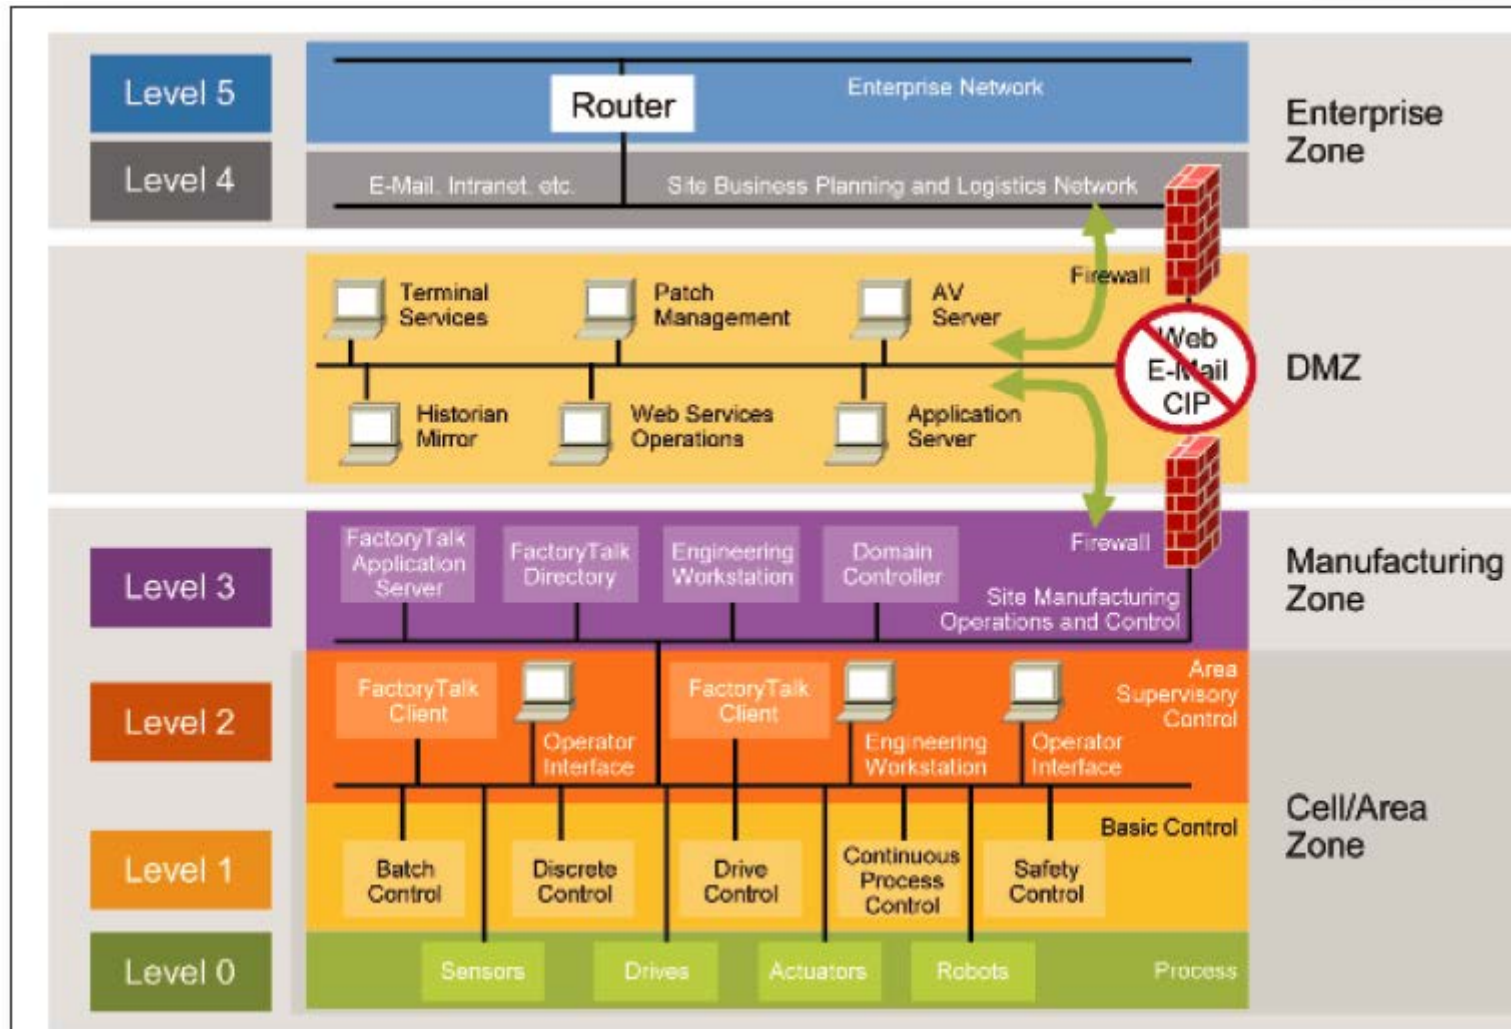 Level 5
Enterprise Network
Router
Enterprise
Zone
Level 4
E-Mail. Intranet. etc.
Site Business Planning and Logistics Network
Firewall
Terminal
Services
Patch
Management
AV
Server
Web
E-Mail
CIP
DMZ
Historian
Mirror
Web Services
Operations
Application
Server
Level 3
FactoryTalk
Application
Server
FactoryTalk
Directory
Engineering
Workstation
Domain
Controller
Firewall
Site Manufacturing
Operations and Control
Manufacturing
Zone
Level 2
FactoryTalk
Client
Operator
Interface
FactoryTalk
Client
Engineering
Workstation
Operator
Interface
Area
Supervisory
Control
Cell/Area
Zone
Level 1
Basic Control
Batch
Control
Discrete
Control
Drive
Control
Continuous
Process
Control
Safety
Control
Level 0
Sensors
Drives
Actuators
Robots
Process